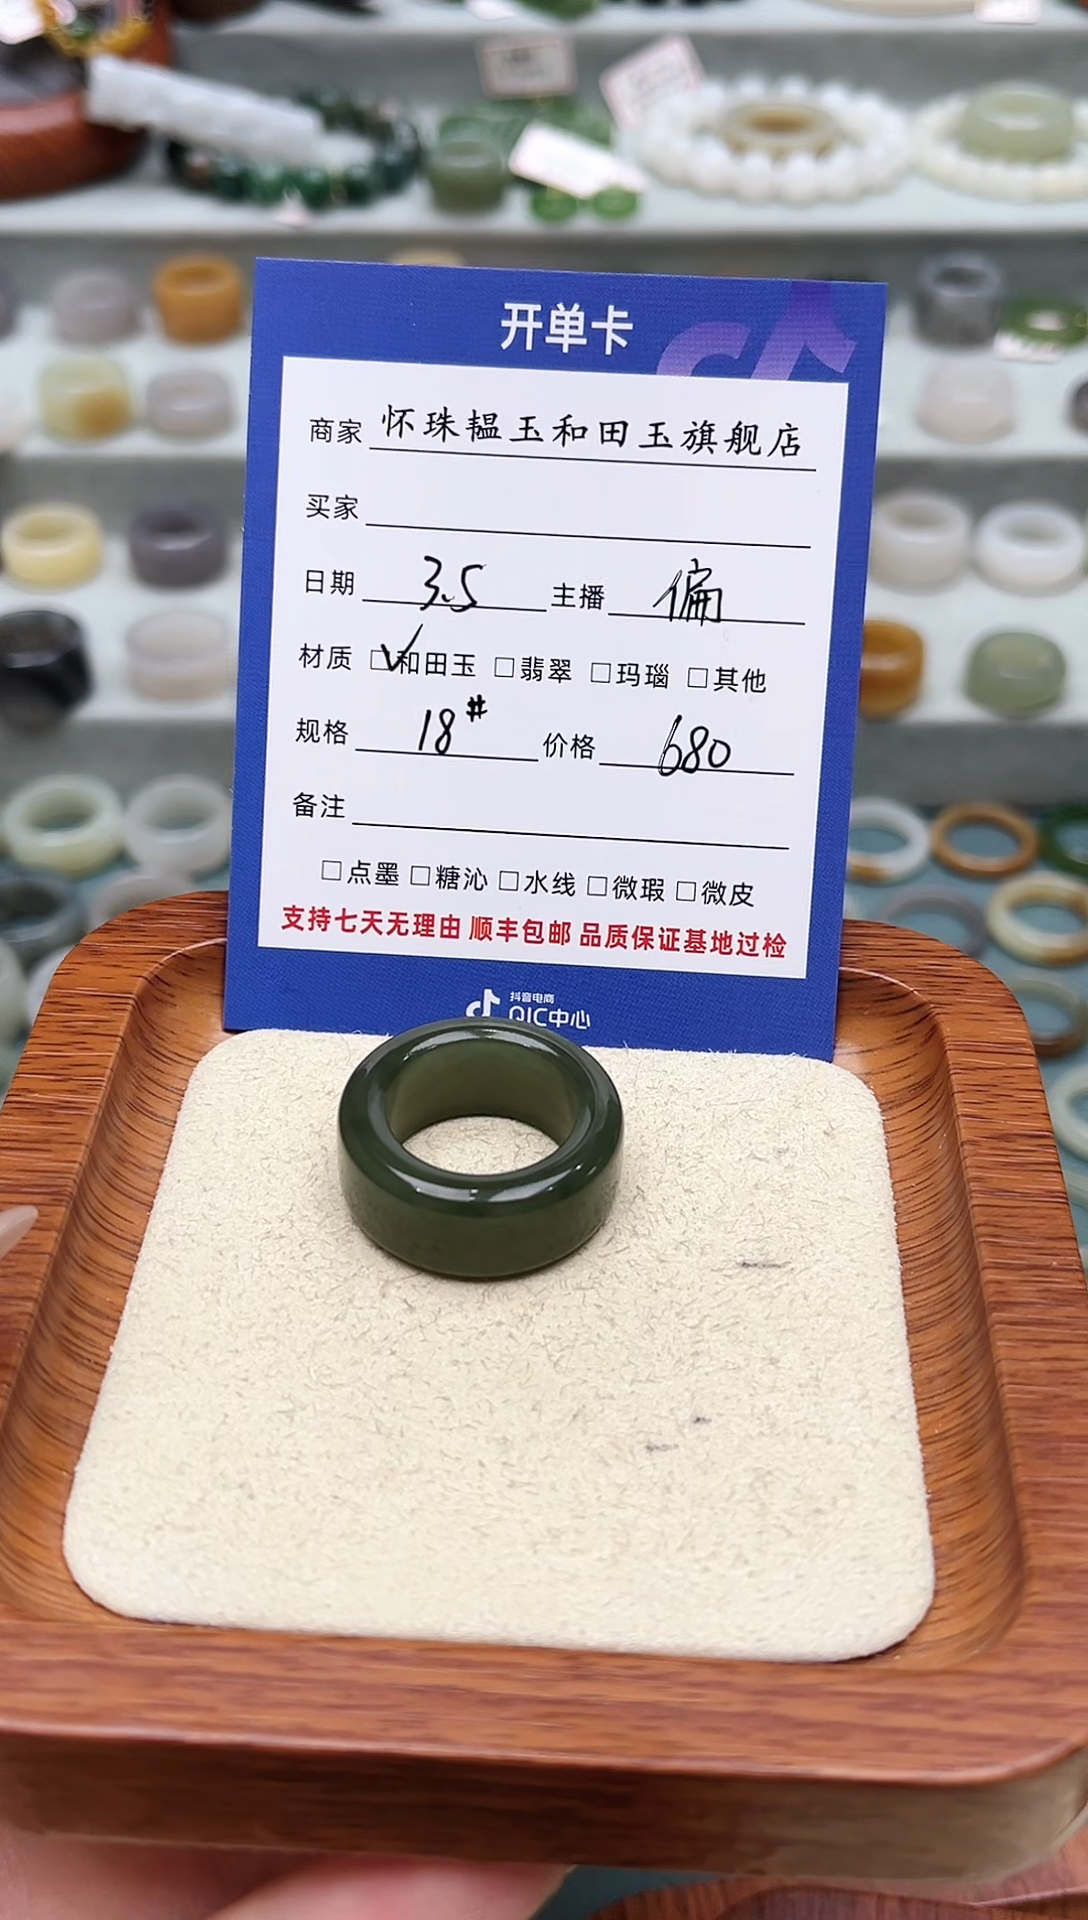 开单卡
商家 怀珠韫玉和田玉旗舰店
买家
日期 3.5 主播 偏
材质 ☑和田玉 □翡翠 □玛瑙 □其他
规格 18# 价格 680
备注
□点墨 □糖沁 □水线 □微瑕 □微皮
支持七天无理由 顺丰包邮 品质保证基地过检
抖音电商
QIC中心